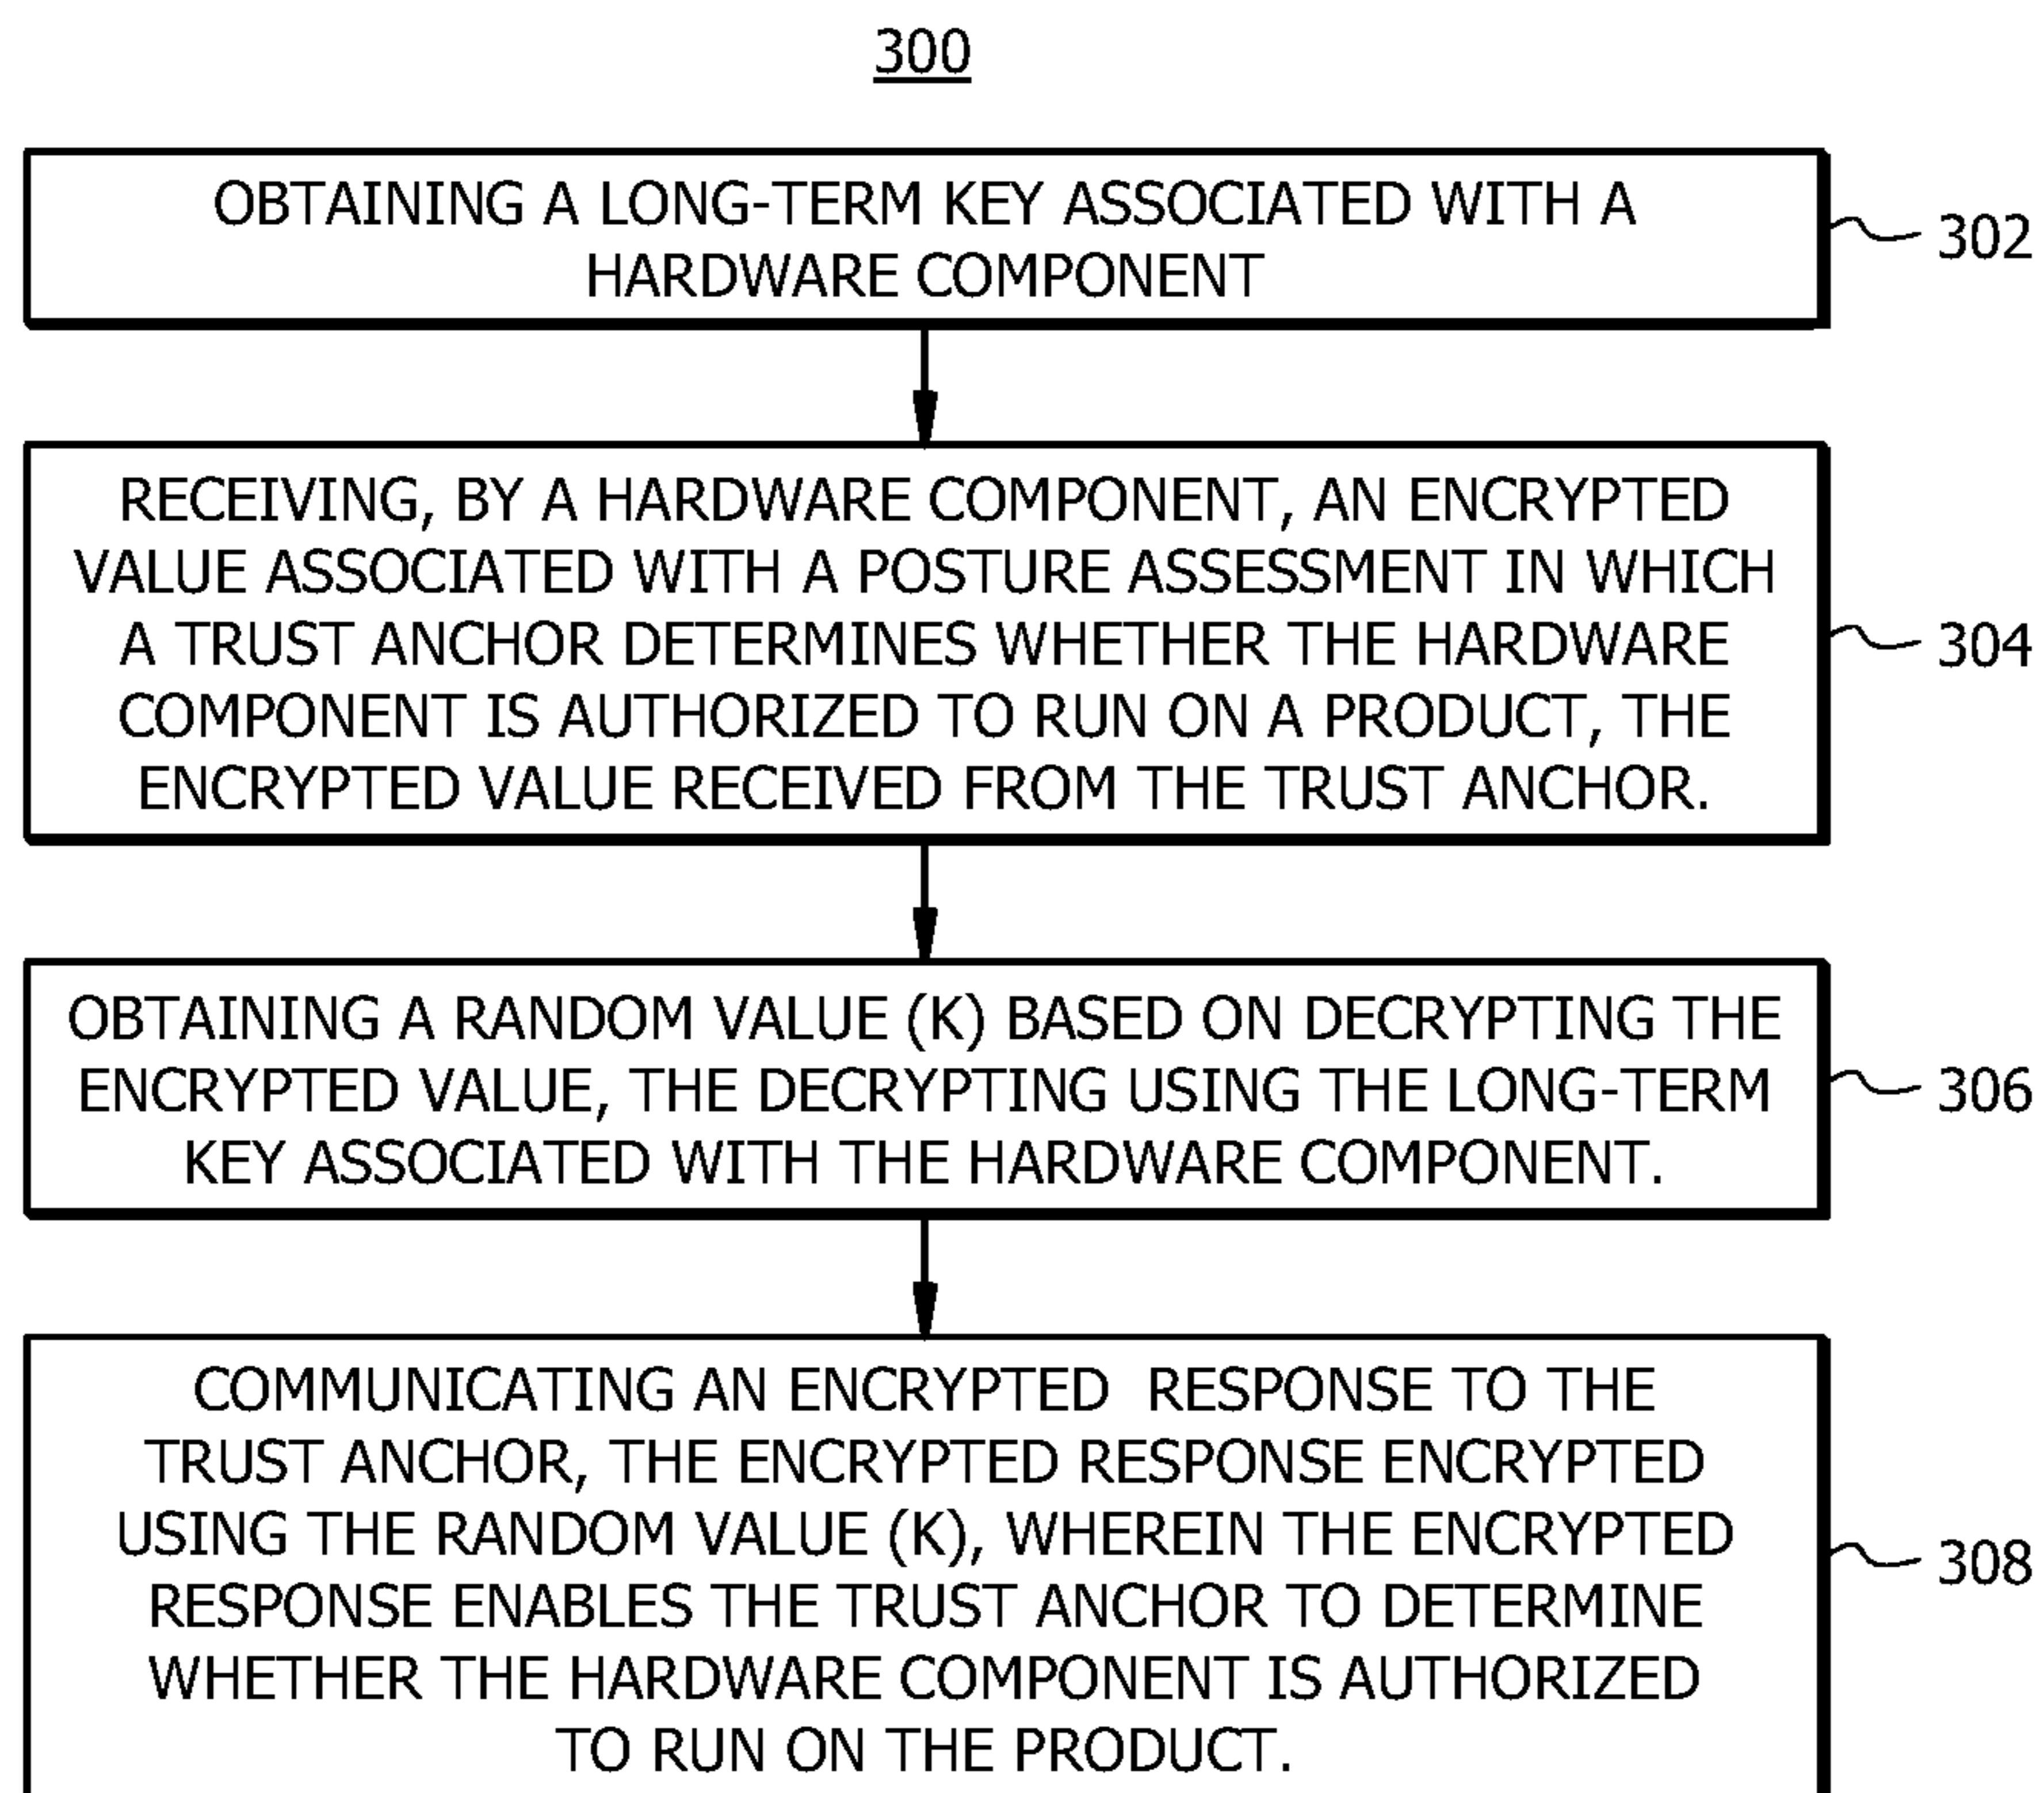 300
OBTAINING A LONG-TERM KEY ASSOCIATED WITH A
HARDWARE COMPONENT
302
RECEIVING, BY A HARDWARE COMPONENT, AN ENCRYPTED
VALUE ASSOCIATED WITH A POSTURE ASSESSMENT IN WHICH
A TRUST ANCHOR DETERMINES WHETHER THE HARDWARE
COMPONENT IS AUTHORIZED TO RUN ON A PRODUCT, THE
ENCRYPTED VALUE RECEIVED FROM THE TRUST ANCHOR.
304
OBTAINING A RANDOM VALUE (K) BASED ON DECRYPTING THE
ENCRYPTED VALUE, THE DECRYPTING USING THE LONG-TERM
KEY ASSOCIATED WITH THE HARDWARE COMPONENT.
306
COMMUNICATING AN ENCRYPTED RESPONSE TO THE
TRUST ANCHOR, THE ENCRYPTED RESPONSE ENCRYPTED
USING THE RANDOM VALUE (K), WHEREIN THE ENCRYPTED
RESPONSE ENABLES THE TRUST ANCHOR TO DETERMINE
WHETHER THE HARDWARE COMPONENT IS AUTHORIZED
TO RUN ON THE PRODUCT.
308